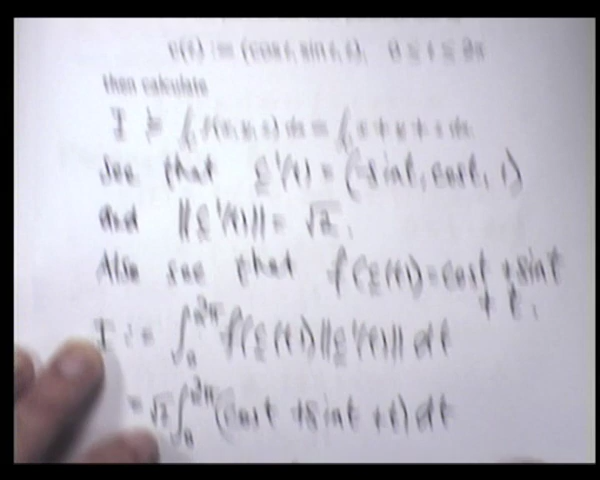 c(t) := (cos t, sin t, t), 0 ≤ t ≤ 2π
then calculate
I = ∫ f(x, y, z) ds = ∫ x + y + z ds.
See that c'(t) = (-sin t, cos t, 1)
and ||c'(t)|| = √2.
Also see that f(c(t)) = cos t + sin t
+ t.
I := ∫₀^2π f(c(t)) ||c'(t)|| dt
= √2 ∫₀^2π (cos t + sin t + t) dt